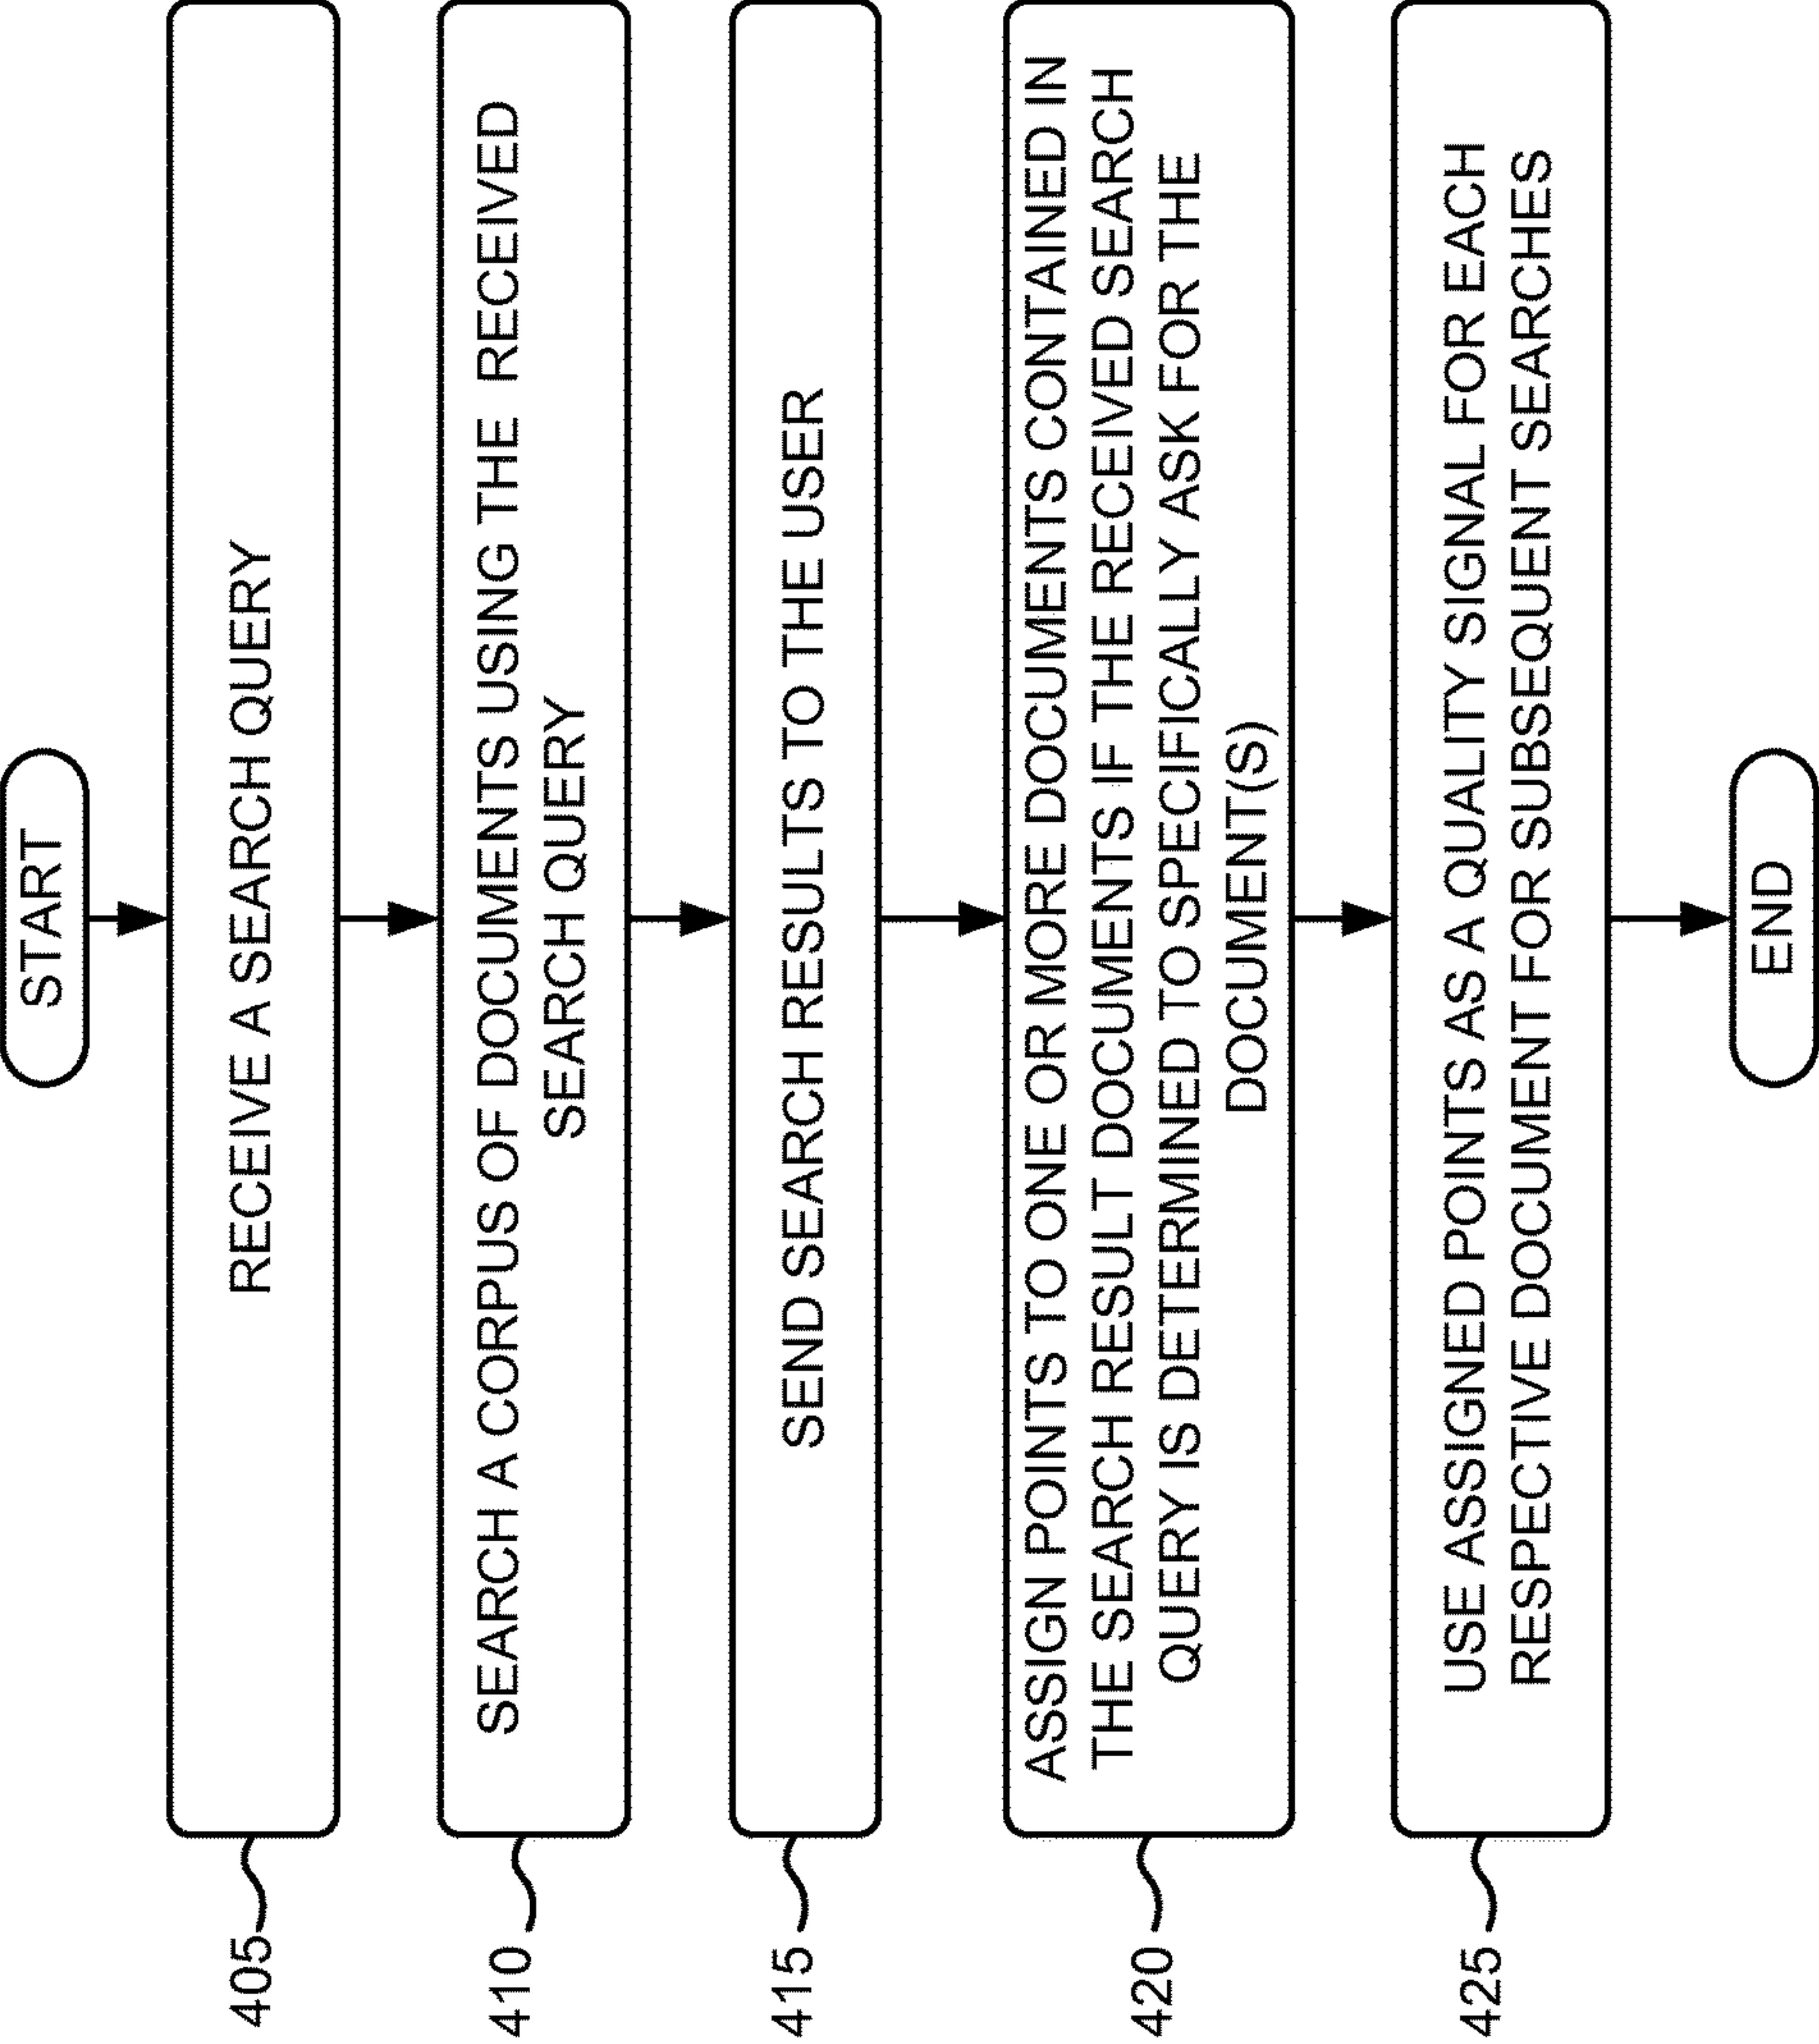 START
405
RECEIVE A SEARCH QUERY
410
SEARCH A CORPUS OF DOCUMENTS USING THE RECEIVED
SEARCH QUERY
415
SEND SEARCH RESULTS TO THE USER
420
ASSIGN POINTS TO ONE OR MORE DOCUMENTS CONTAINED IN
THE SEARCH RESULT DOCUMENTS IF THE RECEIVED SEARCH
QUERY IS DETERMINED TO SPECIFICALLY ASK FOR THE
DOCUMENT(S)
425
USE ASSIGNED POINTS AS A QUALITY SIGNAL FOR EACH
RESPECTIVE DOCUMENT FOR SUBSEQUENT SEARCHES
END